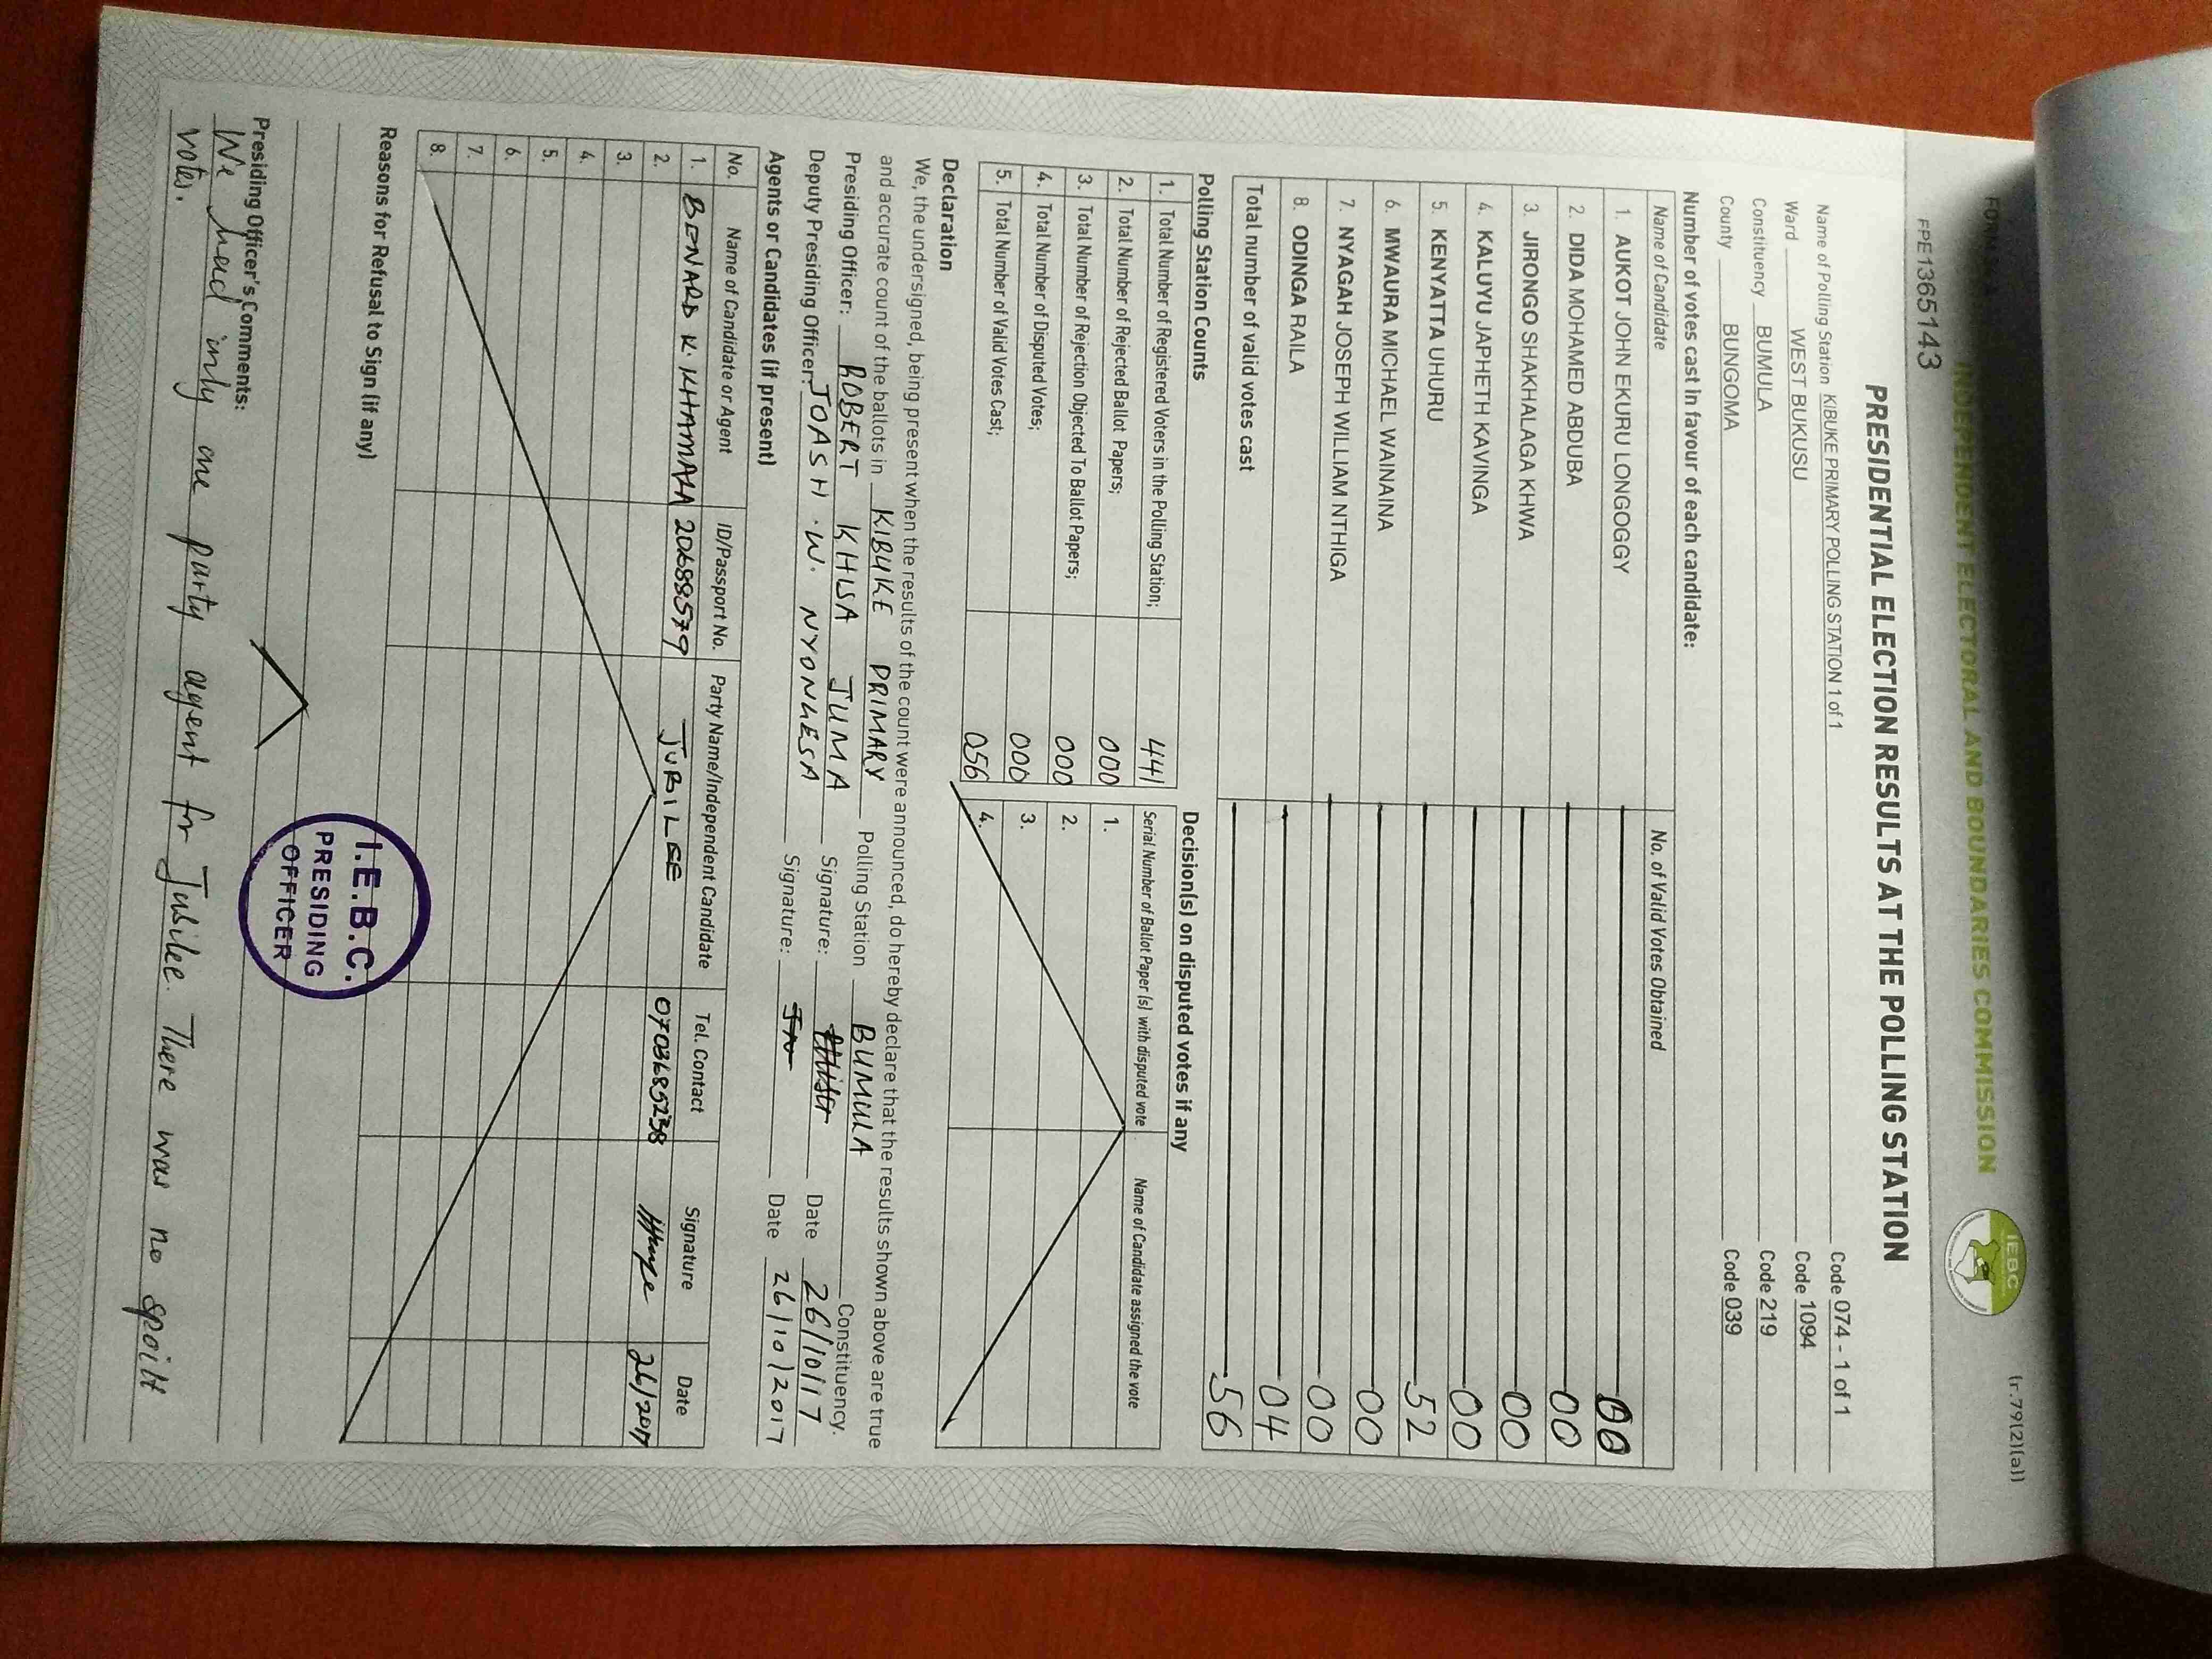 INDEPENDENT ELECTORAL AND BOUNDARIES COMMISSION
IEBC
(r.79(2)(a))
FPE1365143
PRESIDENTIAL ELECTION RESULTS AT THE POLLING STATION
Name of Polling Station KIBUKE PRIMARY POLLING STATION 1 of 1 Code 074 - 1 of 1
Ward WEST BUKUSU Code 1094
Constituency BUMULA Code 219
County BUNGOMA Code 039
Number of votes cast in favour of each candidate:
Name of Candidate No. of Valid Votes Obtained
1. AUKOT JOHN EKURU LONGOGGY 00
2. DIDA MOHAMED ABDUBA 00
3. JIRONGO SHAKHALAGA KHWA 00
4. KALUYU JAPHETH KAVINGA 00
5. KENYATTA UHURU 52
6. MWAURA MICHAEL WAINAINA 00
7. NYAGAH JOSEPH WILLIAM NTHIGA 00
8. ODINGA RAILA 04
Total number of valid votes cast 56
Polling Station Counts
1. Total Number of Registered Voters in the Polling Station; 441
2. Total Number of Rejected Ballot Papers; 000
3. Total Number of Rejection Objected To Ballot Papers; 000
4. Total Number of Disputed Votes; 000
5. Total Number of Valid Votes Cast; 056
Decision(s) on disputed votes if any
Serial Number of Ballot Paper (s) with disputed vote Name of Candidate assigned the vote
1.
2.
3.
4.
Declaration
We, the undersigned, being present when the results of the count were announced, do hereby declare that the results shown above are true
and accurate count of the ballots in KIBUKE PRIMARY Polling Station BUMULA Constituency.
Presiding Officer: ROBERT KHLSA JUMA Signature: Date 26/10/17
Deputy Presiding Officer: JOASH .W. NYONGESA Signature: Date 26/10/2017
Agents or Candidates (if present)
No. Name of Candidate or Agent ID/Passport No. Party Name/Independent Candidate Tel. Contact Signature Date
1. BENARD K. KHAMALA 20688579 JUBILEE 0703685238 26/2017
2.
3.
4.
5.
6.
7.
8.
Reasons for Refusal to Sign (if any)
I.E.B.C.
PRESIDING
OFFICER
Presiding Officer's Comments:
We had only one party agent for Jubilee. There was no spoilt
votes.